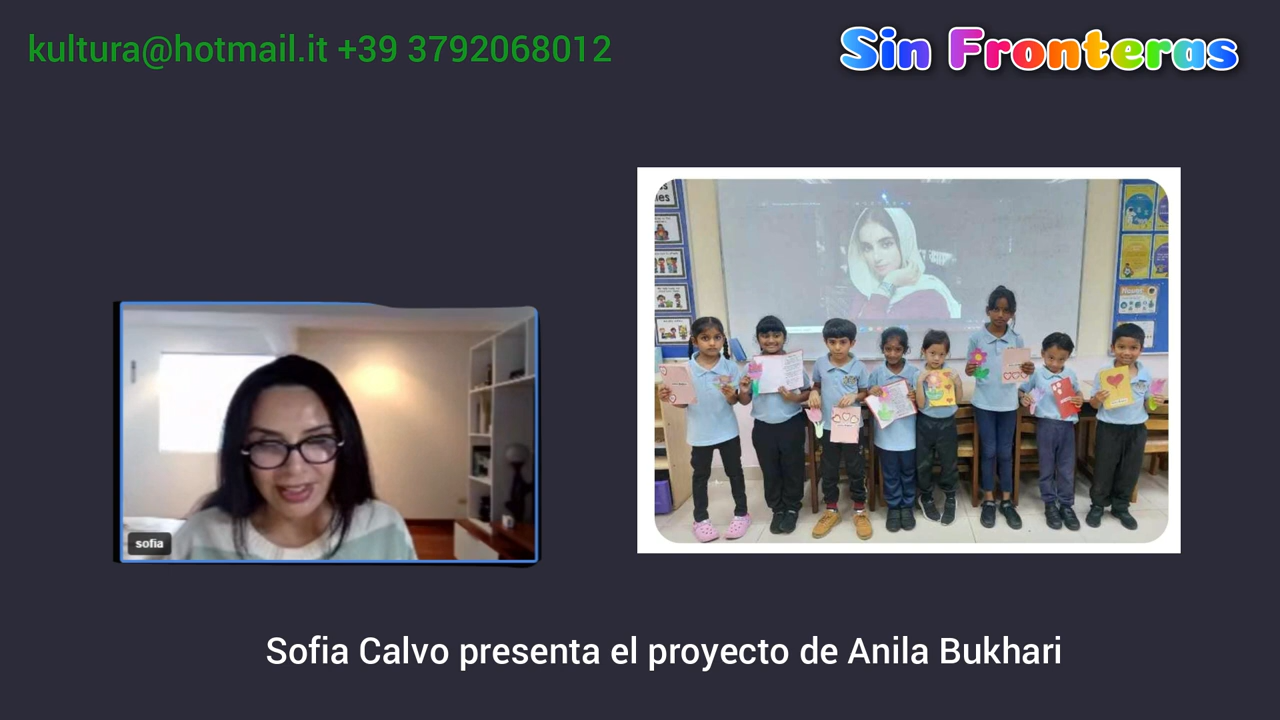 kultura@hotmail.it +39 3792068012
Sin Fronteras
sofia
Sofia Calvo presenta el proyecto de Anila Bukhari